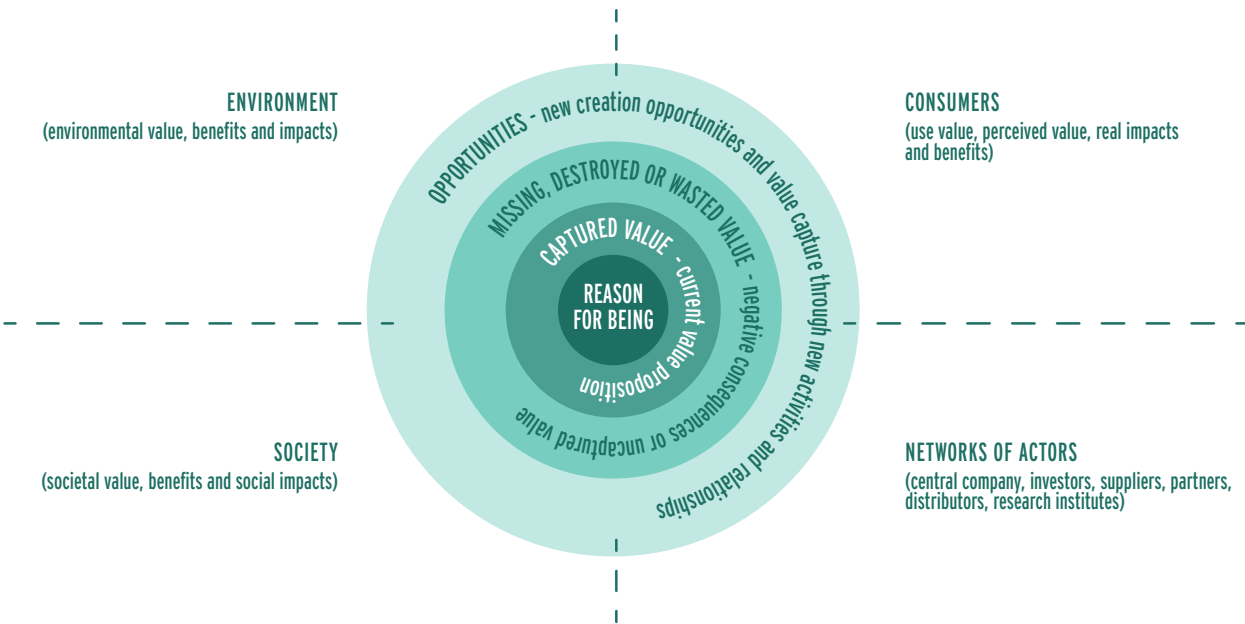 ENVIRONMENT
(environmental value, benefits and impacts)
CONSUMERS
(use value, perceived value, real impacts
and benefits)
OPPORTUNITIES - new creation opportunities and value capture through new activities and relationships
MISSING, DESTROYED OR WASTED VALUE - negative consequences or uncaptured value
CAPTURED VALUE - current value proposition
REASON
FOR BEING
SOCIETY
(societal value, benefits and social impacts)
NETWORKS OF ACTORS
(central company, investors, suppliers, partners,
distributors, research institutes)